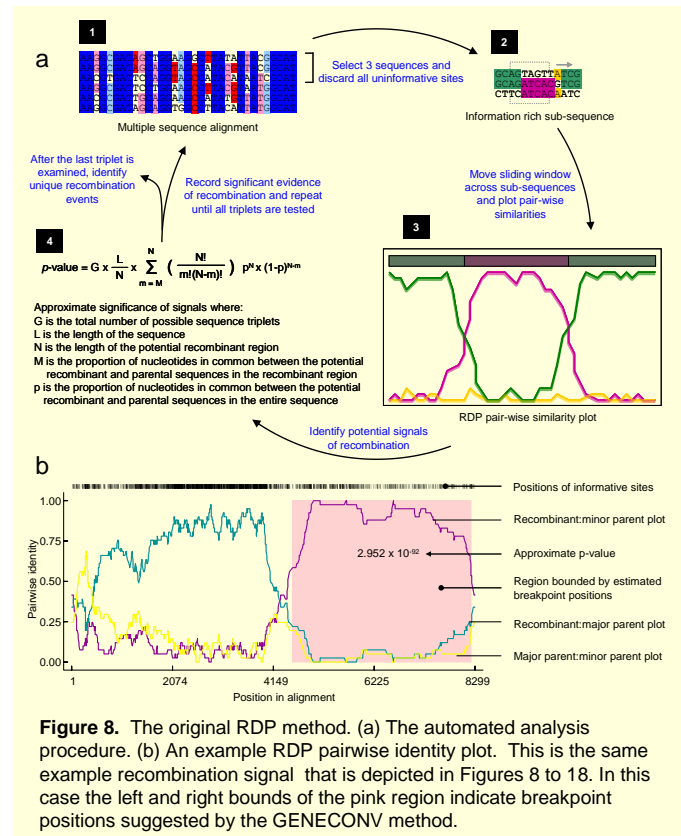 a
1
Multiple sequence alignment
Select 3 sequences and
discard all uninformative sites
2
GCAGTAGTTATCG
GCAGATCACGTCG
CTTCATCACAATC
Information rich sub-sequence
Move sliding window
across sub-sequences
and plot pair-wise
similarities
3
RDP pair-wise similarity plot
Identify potential signals
of recombination
4
p-value = G x L/N x N Σ m = M ( N! / m!(N-m)! ) pᴺ x (1-p)ᴺ⁻ᵐ
Approximate significance of signals where:
G is the total number of possible sequence triplets
L is the length of the sequence
N is the length of the potential recombinant region
M is the proportion of nucleotides in common between the potential
recombinant and parental sequences in the recombinant region
p is the proportion of nucleotides in common between the potential
recombinant and parental sequences in the entire sequence
Record significant evidence
of recombination and repeat
until all triplets are tested
After the last triplet is
examined, identify
unique recombination
events
b
Positions of informative sites
Recombinant:minor parent plot
Approximate p-value
Region bounded by estimated
breakpoint positions
Recombinant:major parent plot
Major parent:minor parent plot
2.952 x 10⁻⁹²
Pairwise identity
1.00
0.75
0.50
0.25
0.00
1
2074
4149
6225
8299
Position in alignment
Figure 8. The original RDP method. (a) The automated analysis
procedure. (b) An example RDP pairwise identity plot. This is the same
example recombination signal that is depicted in Figures 8 to 18. In this
case the left and right bounds of the pink region indicate breakpoint
positions suggested by the GENECONV method.